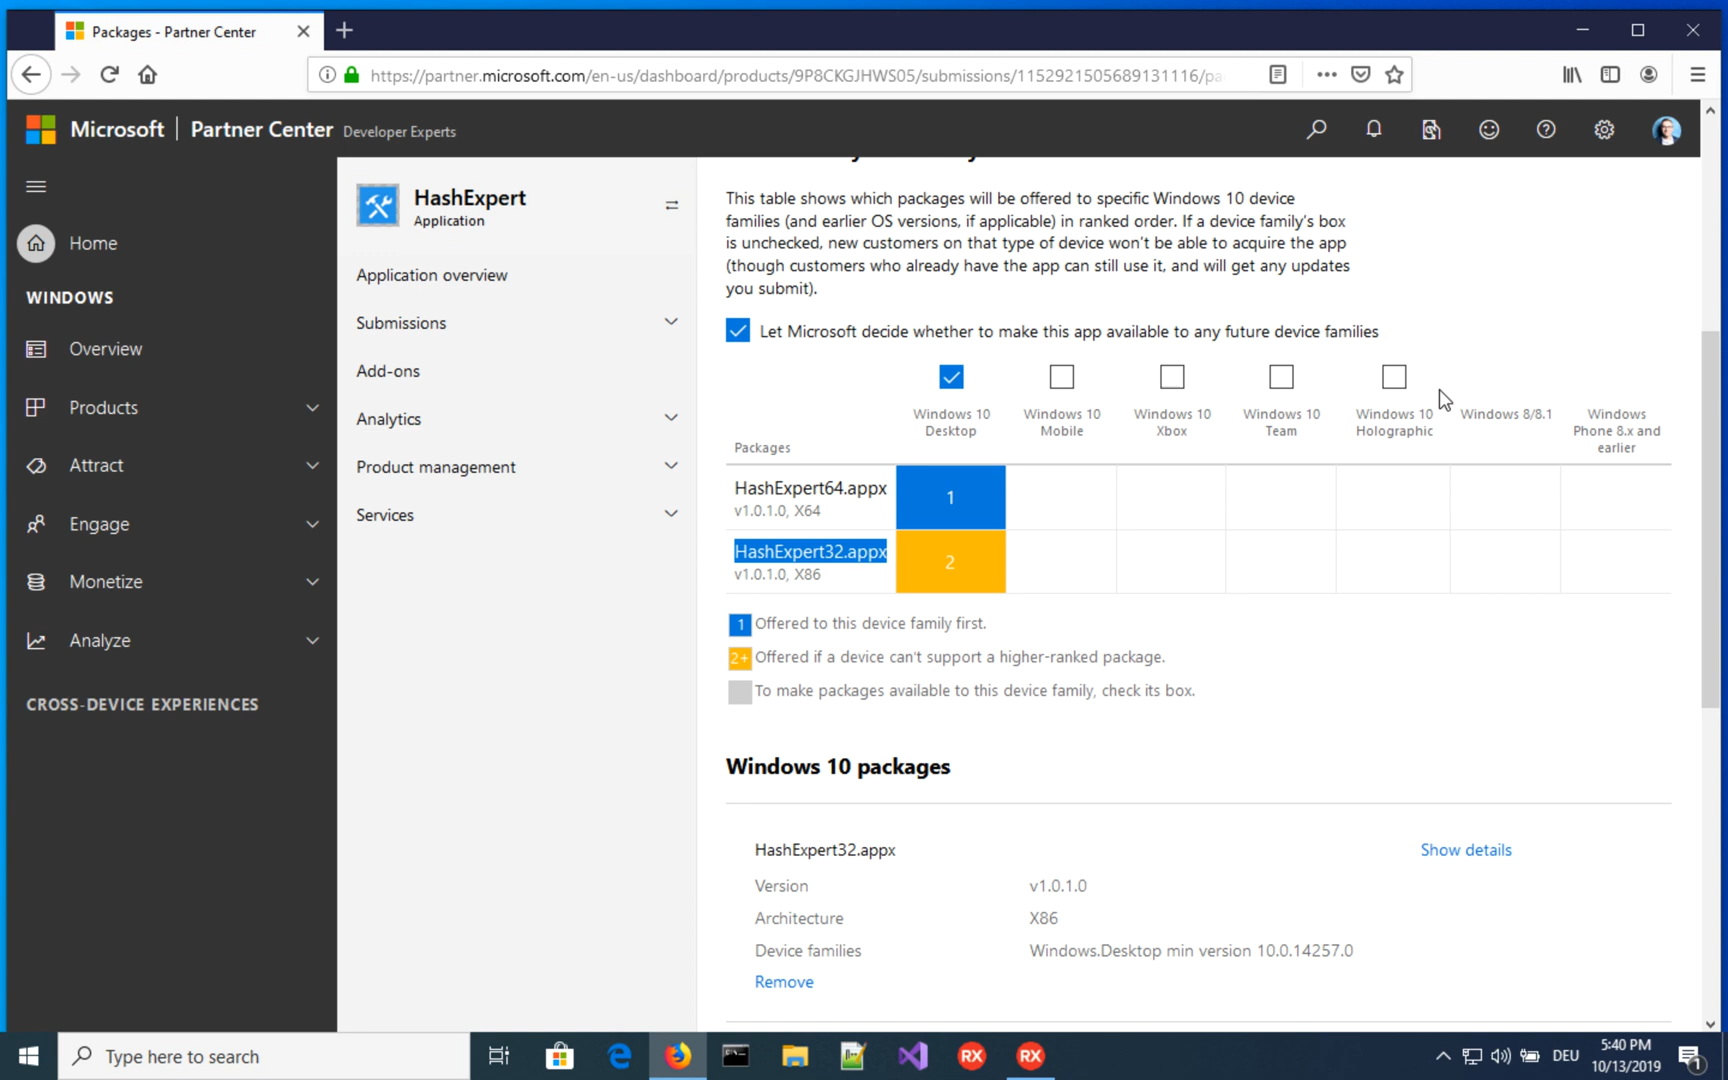 Packages - Partner Center
https://partner.microsoft.com/en-us/dashboard/products/9P8CKGJHWS05/submissions/1152921505689131116/pa
Microsoft | Partner Center Developer Experts
HashExpert
Application
Home
WINDOWS
Overview
Products
Attract
Engage
Monetize
Analyze
CROSS-DEVICE EXPERIENCES
Application overview
Submissions
Add-ons
Analytics
Product management
Services
This table shows which packages will be offered to specific Windows 10 device
families (and earlier OS versions, if applicable) in ranked order. If a device family's box
is unchecked, new customers on that type of device won't be able to acquire the app
(though customers who already have the app can still use it, and will get any updates
you submit).
Let Microsoft decide whether to make this app available to any future device families
Packages
Windows 10
Desktop
Windows 10
Mobile
Windows 10
Xbox
Windows 10
Team
Windows 10
Holographic
Windows 8/8.1
Windows
Phone 8.x and
earlier
HashExpert64.appx
v1.0.1.0, X64
1
HashExpert32.appx
v1.0.1.0, X86
2
1 Offered to this device family first.
2+ Offered if a device can't support a higher-ranked package.
To make packages available to this device family, check its box.
Windows 10 packages
HashExpert32.appx Show details
Version v1.0.1.0
Architecture X86
Device families Windows.Desktop min version 10.0.14257.0
Remove
Type here to search
RX
RX
DEU
5:40 PM
10/13/2019
1